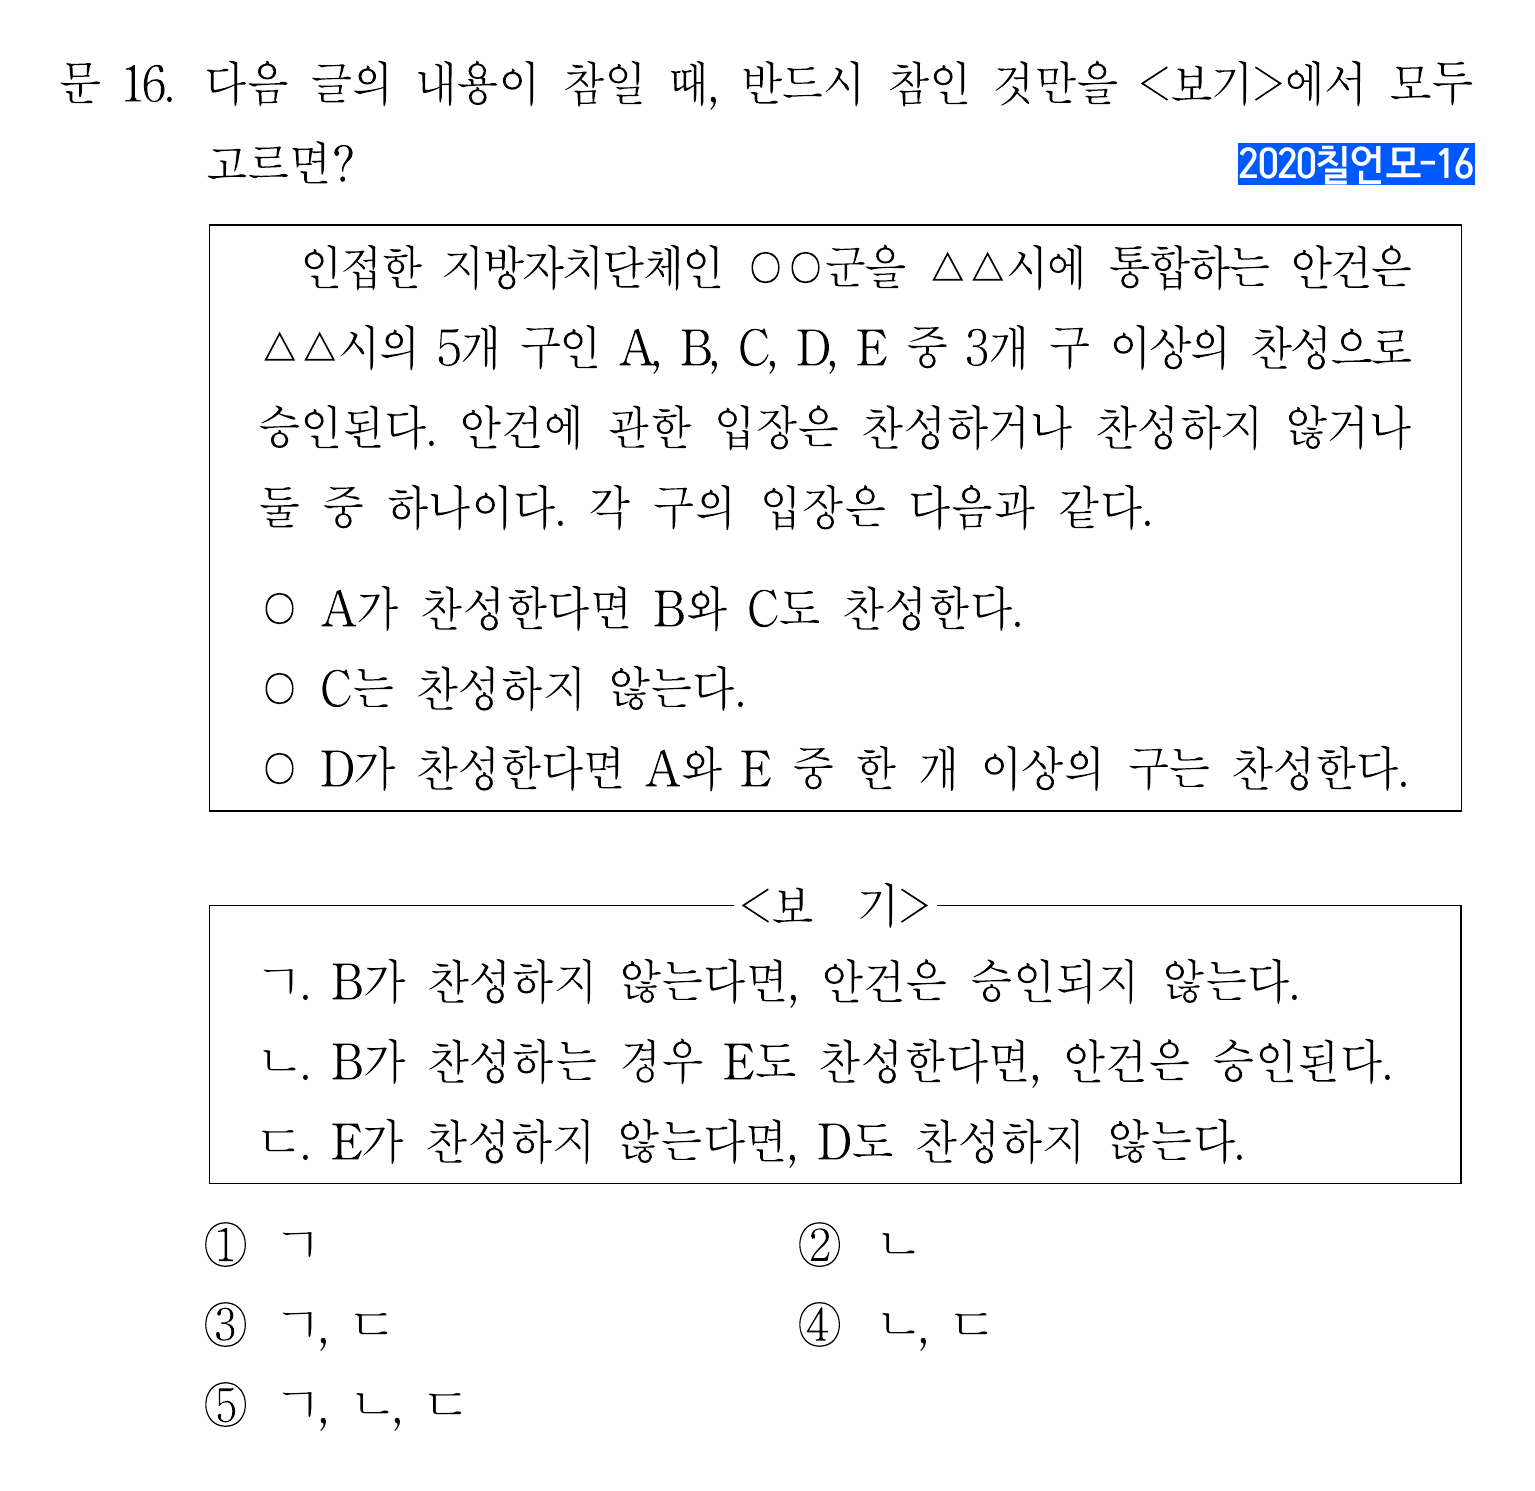 문 16. 다음 글의 내용이 참일 때, 반드시 참인 것만을 <보기>에서 모두
고르면?
2020칠언모-16
인접한 지방자치단체인 ○○군을 △△시에 통합하는 안건은
△△시의 5개 구인 A, B, C, D, E 중 3개 구 이상의 찬성으로
승인된다. 안건에 관한 입장은 찬성하거나 찬성하지 않거나
둘 중 하나이다. 각 구의 입장은 다음과 같다.
○ A가 찬성한다면 B와 C도 찬성한다.
○ C는 찬성하지 않는다.
○ D가 찬성한다면 A와 E 중 한 개 이상의 구는 찬성한다.
<보 기>
ㄱ. B가 찬성하지 않는다면, 안건은 승인되지 않는다.
ㄴ. B가 찬성하는 경우 E도 찬성한다면, 안건은 승인된다.
ㄷ. E가 찬성하지 않는다면, D도 찬성하지 않는다.
① ㄱ ② ㄴ
③ ㄱ, ㄷ ④ ㄴ, ㄷ
⑤ ㄱ, ㄴ, ㄷ